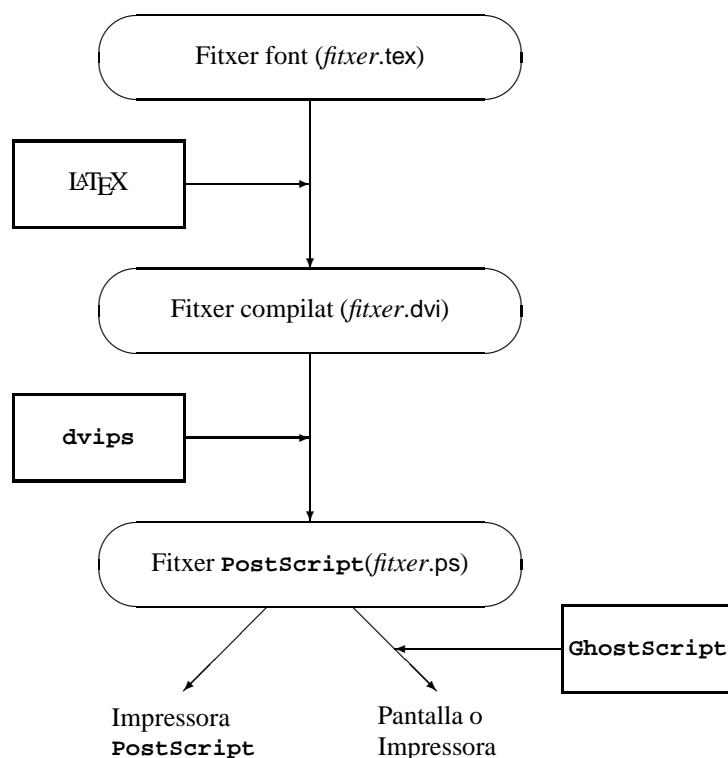 Fitxer font (fitxer.tex)
LATEX
Fitxer compilat (fitxer.dvi)
dvips
Fitxer PostScript(fitxer.ps)
GhostScript
Impressora
PostScript
Pantalla o
Impressora